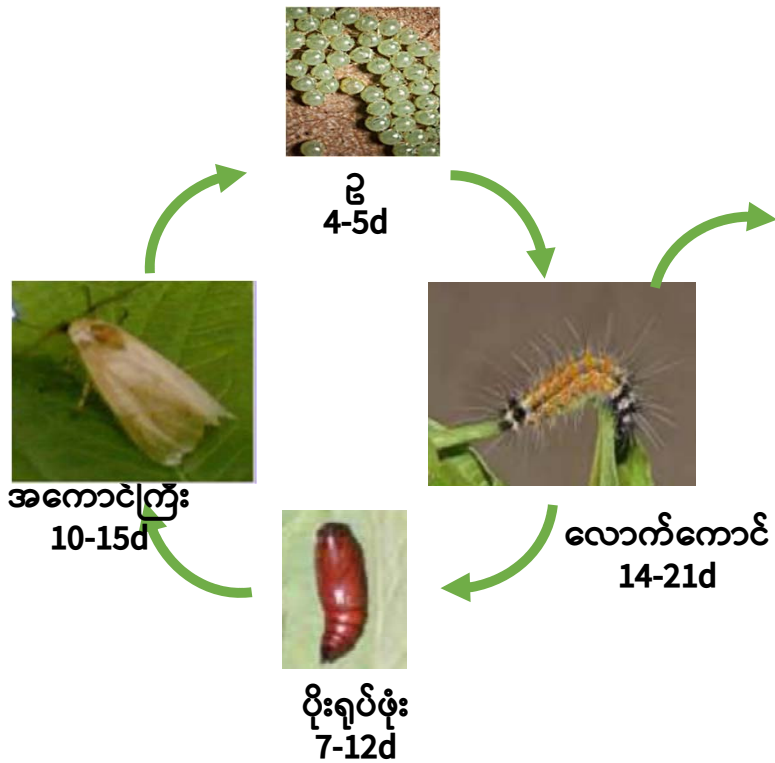 ဥ
4-5d
အကောင်ကြီး
10-15d
လောက်ကောင်
14-21d
ပိုးရုပ်ဖုံး
7-12d